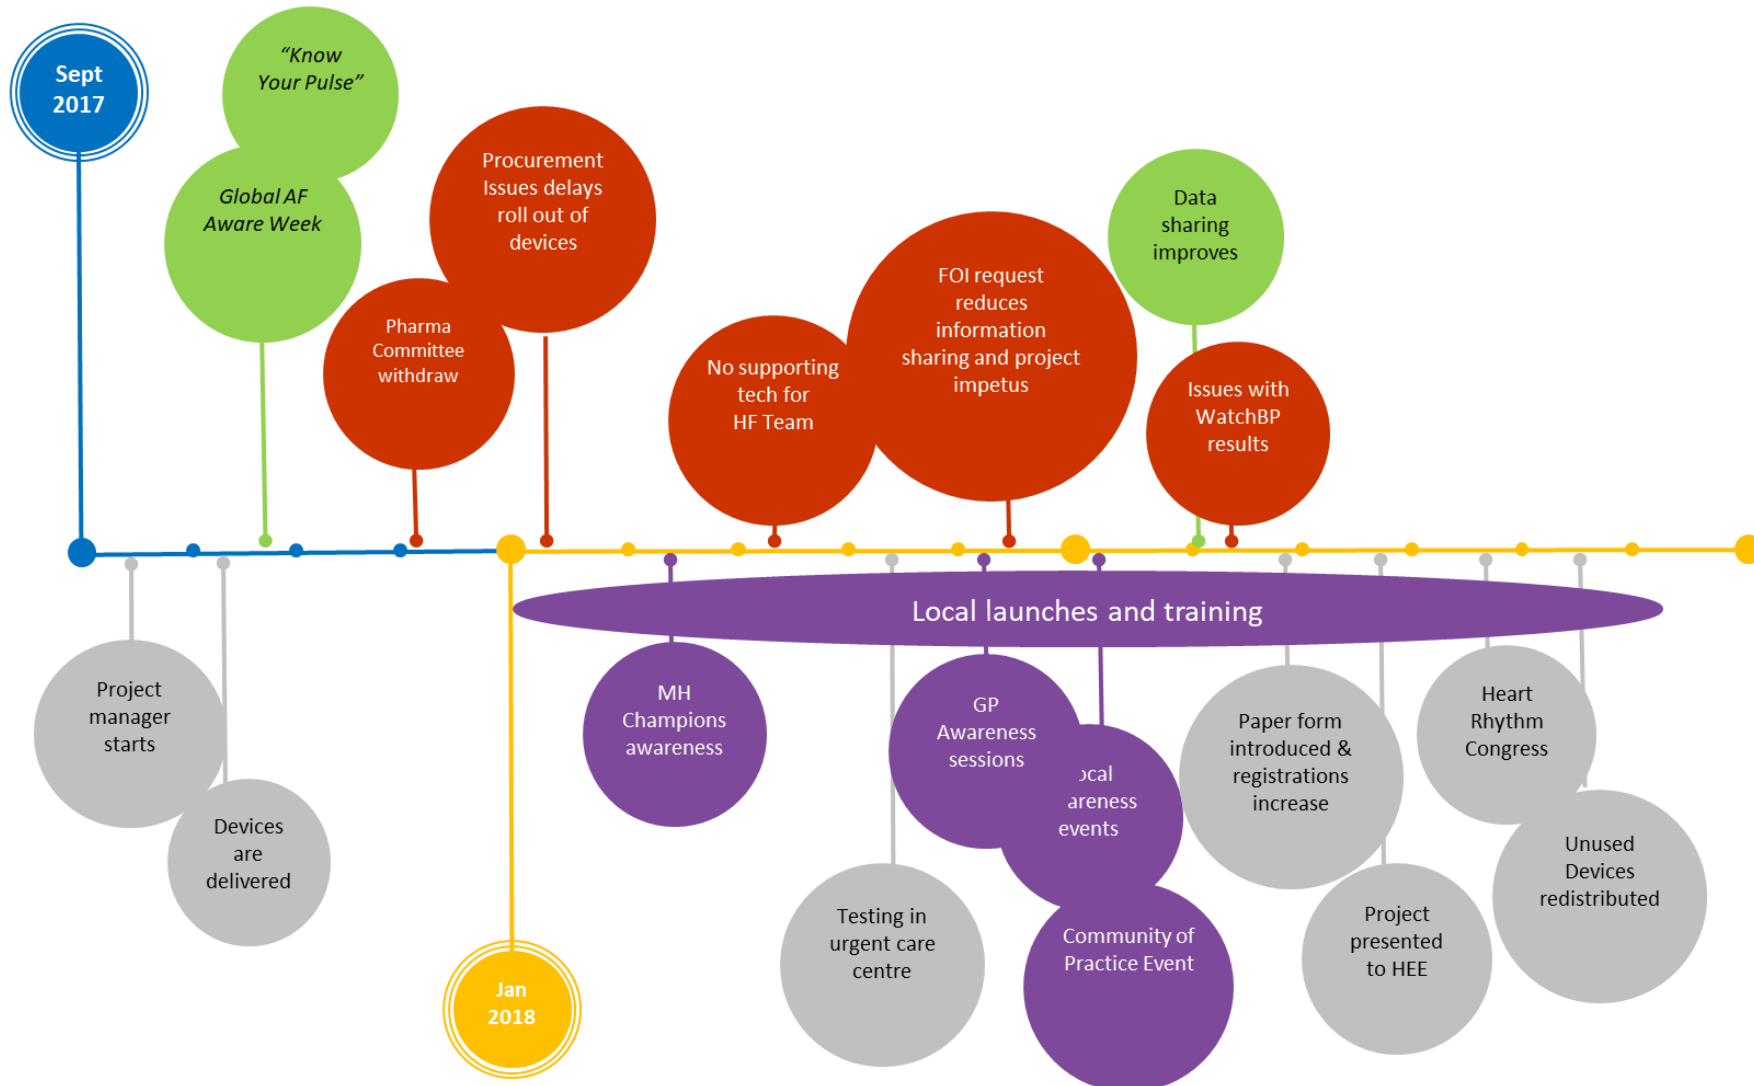 Sept
2017
“Know
Your Pulse”
Global AF
Aware Week
Procurement
Issues delays
roll out of
devices
Pharma
Committee
withdraw
No supporting
tech for
HF Team
FOI request
reduces
information
sharing and project
impetus
Data
sharing
improves
Issues with
WatchBP
results
Local launches and training
Project
manager
starts
Devices
are
delivered
Jan
2018
MH
Champions
awareness
Testing in
urgent care
centre
GP
Awareness
sessions
events
Community of
Practice Event
Paper form
introduced &
registrations
increase
Project
presented
to HEE
Heart
Rhythm
Congress
Unused
Devices
redistributed